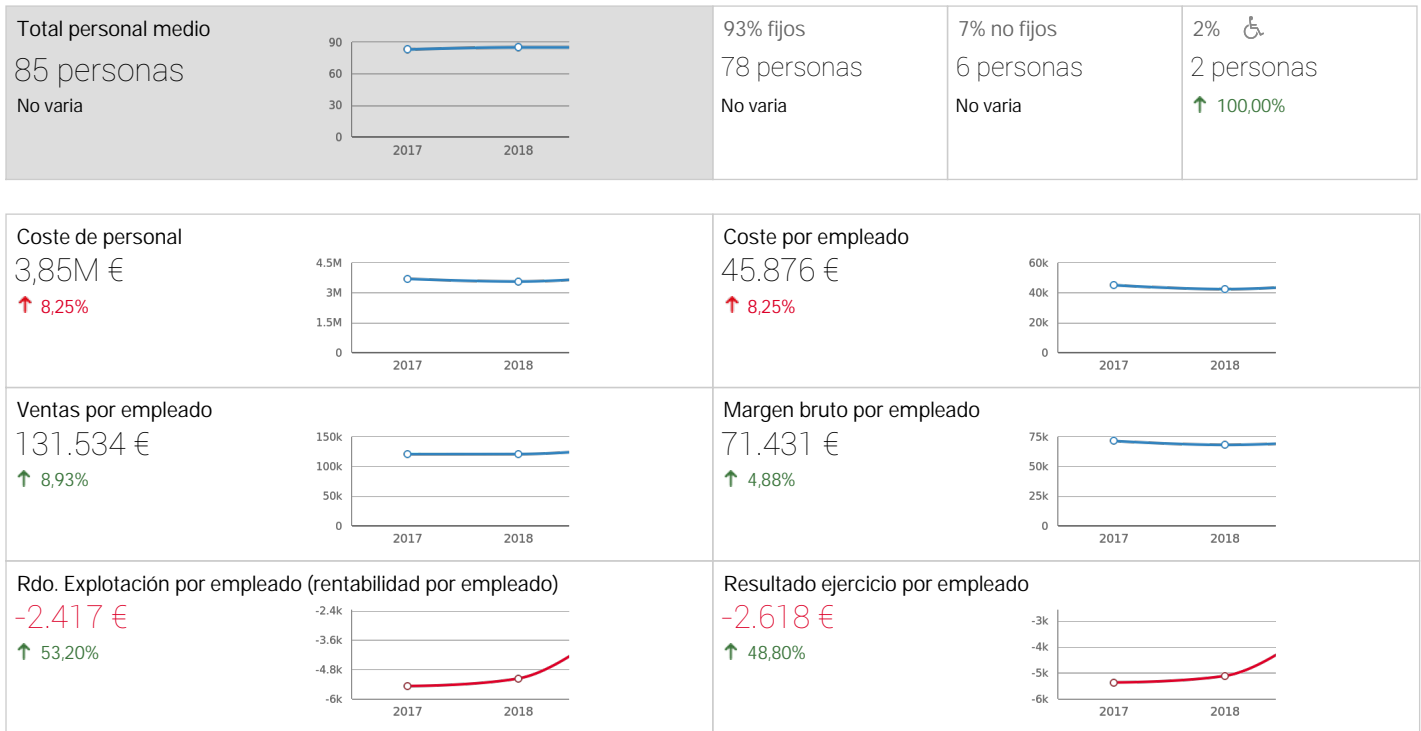 Total personal medio
85 personas
No varia
90
60
30
0
2017 2018
93% fijos
78 personas
No varia
7% no fijos
6 personas
No varia
2%
2 personas
↑ 100,00%
Coste de personal
3,85M €
↑ 8,25%
4.5M
3M
1.5M
0
2017 2018
Coste por empleado
45.876 €
↑ 8,25%
60k
40k
20k
0
2017 2018
Ventas por empleado
131.534 €
↑ 8,93%
150k
100k
50k
0
2017 2018
Margen bruto por empleado
71.431 €
↑ 4,88%
75k
50k
25k
0
2017 2018
Rdo. Explotación por empleado (rentabilidad por empleado)
-2.417 €
↑ 53,20%
-2.4k
-3.6k
-4.8k
-6k
2017 2018
Resultado ejercicio por empleado
-2.618 €
↑ 48,80%
-3k
-4k
-5k
-6k
2017 2018